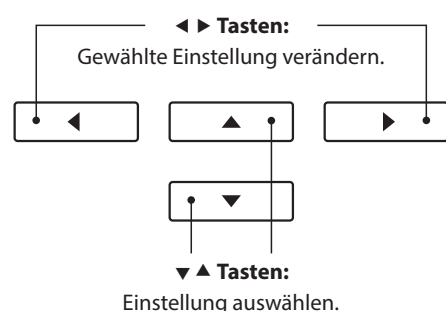 ◀ ▶ Tasten:
Gewählte Einstellung verändern.
▼ ▲ Tasten:
Einstellung auswählen.